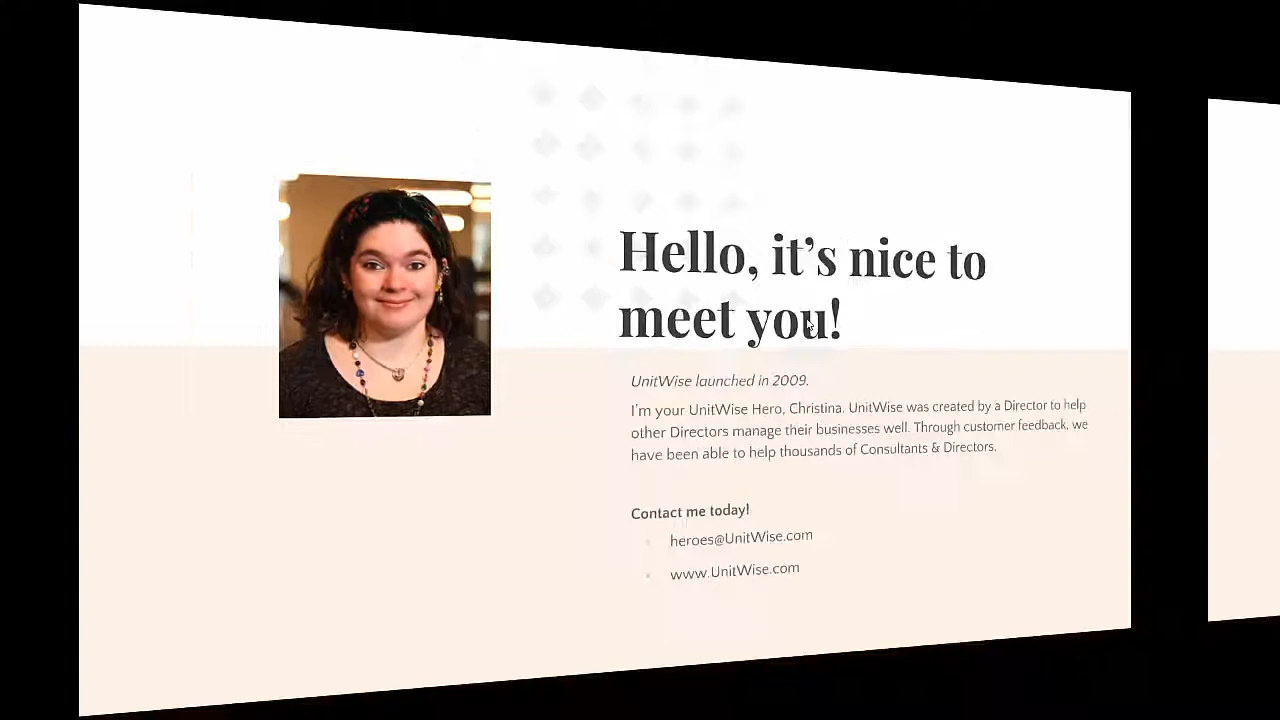 Hello, it's nice to
meet you!
UnitWise launched in 2009.
I'm your UnitWise Hero, Christina. UnitWise was created by a Director to help
other Directors manage their businesses well. Through customer feedback, we
have been able to help thousands of Consultants & Directors.
Contact me today!
heroes@UnitWise.com
www.UnitWise.com